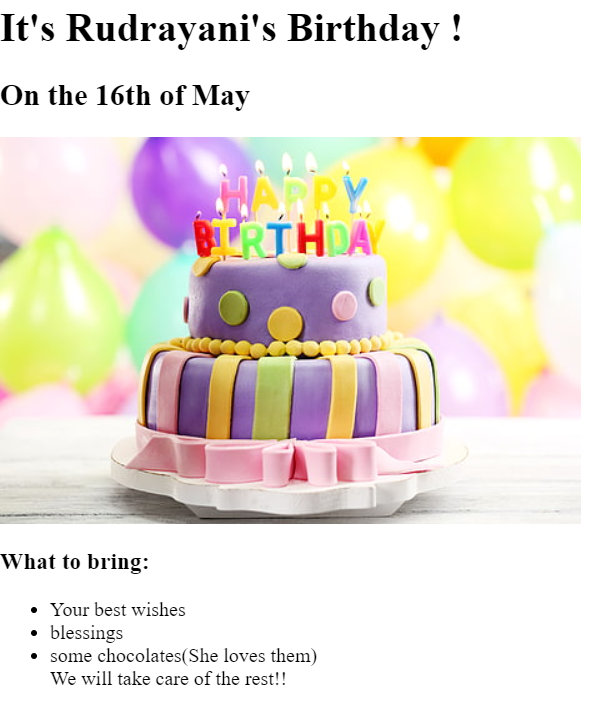 It's Rudrayani's Birthday !
On the 16th of May
HAPPY
BIRTHDAY
What to bring:
Your best wishes
blessings
some chocolates(She loves them)
We will take care of the rest!!